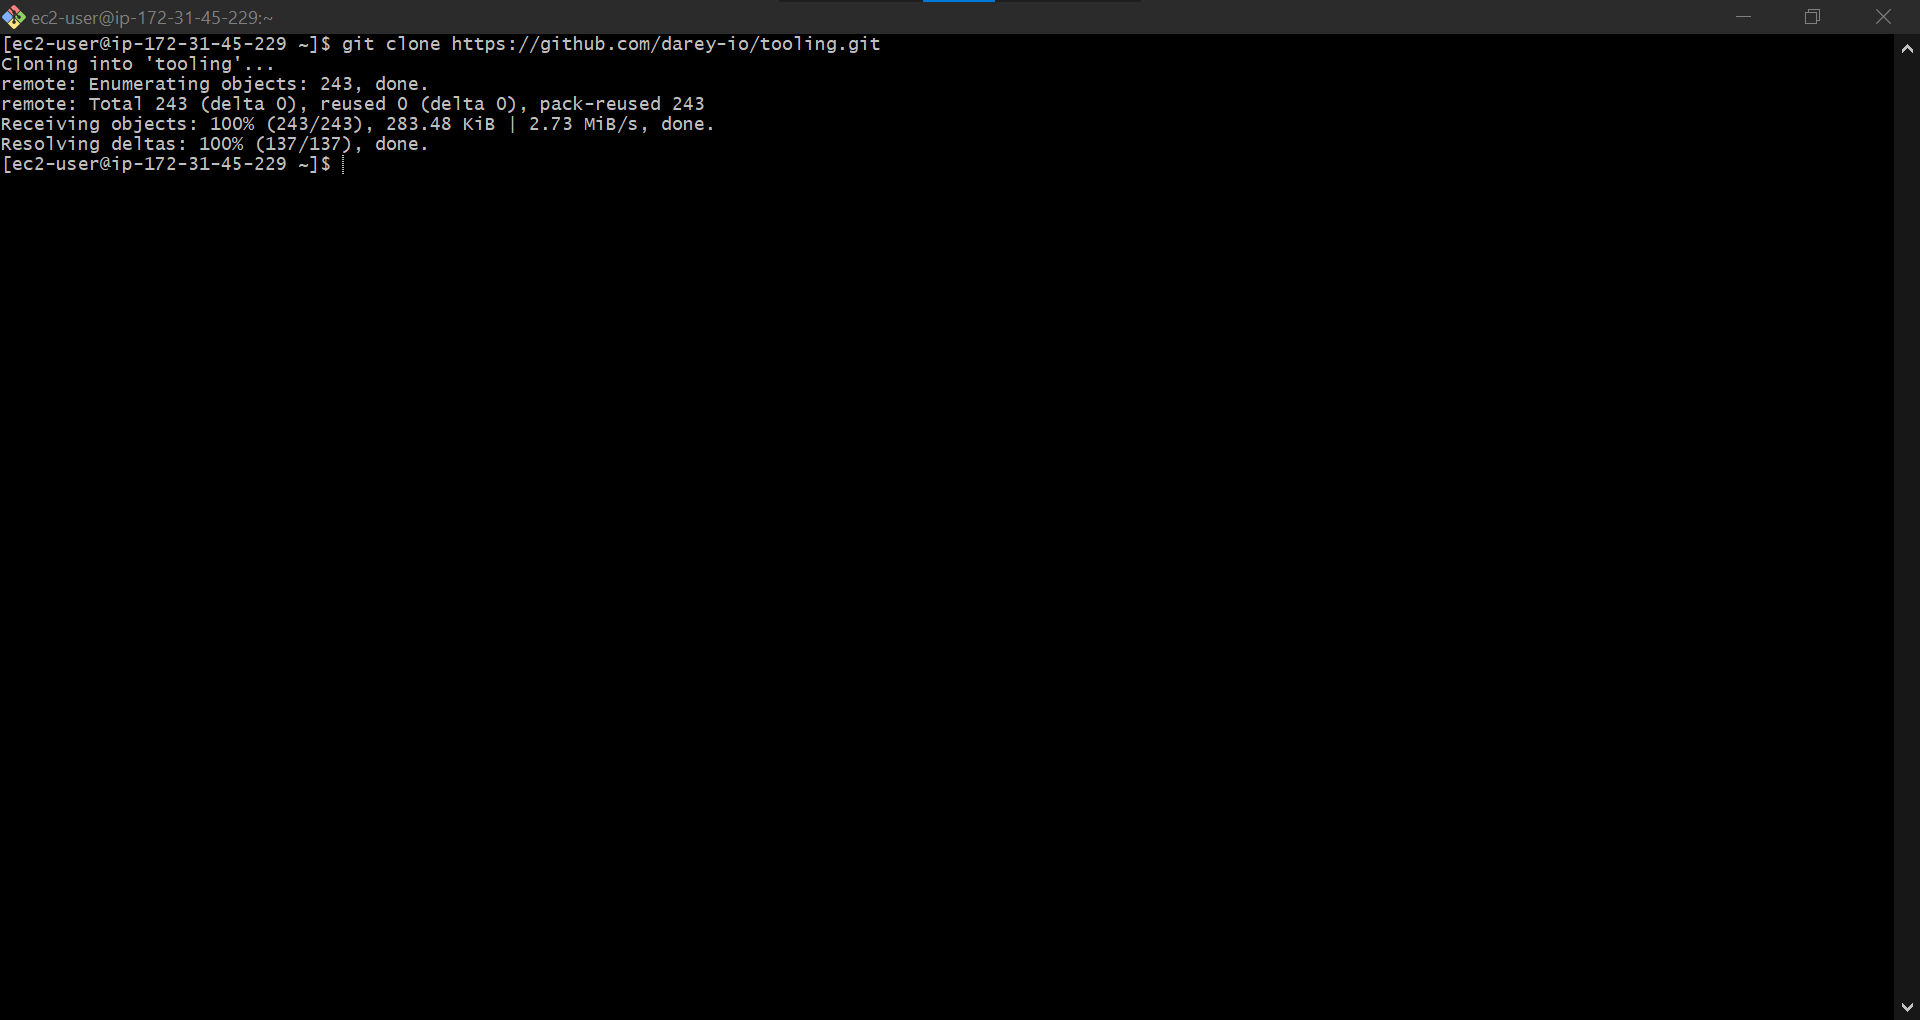 ec2-user@ip-172-31-45-229:~
[ec2-user@ip-172-31-45-229 ~]$ git clone https://github.com/darey-io/tooling.git
Cloning into 'tooling'...
remote: Enumerating objects: 243, done.
remote: Total 243 (delta 0), reused 0 (delta 0), pack-reused 243
Receiving objects: 100% (243/243), 283.48 KiB | 2.73 MiB/s, done.
Resolving deltas: 100% (137/137), done.
[ec2-user@ip-172-31-45-229 ~]$